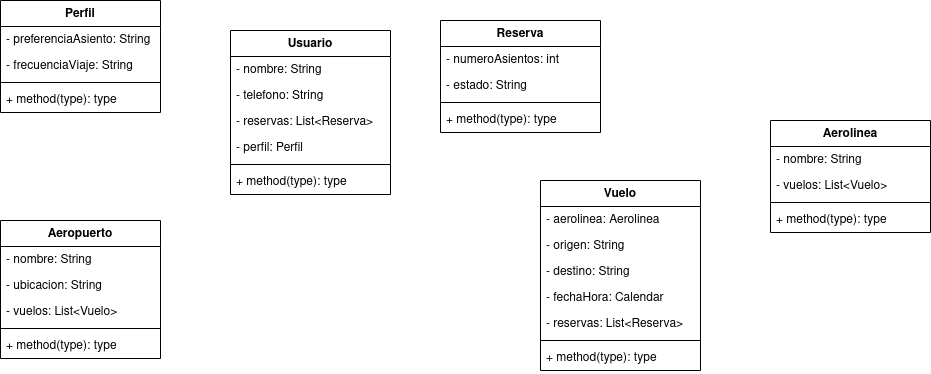 Perfil
- preferenciaAsiento: String
- frecuenciaViaje: String
+ method(type): type
Usuario
- nombre: String
- telefono: String
- reservas: List<Reserva>
- perfil: Perfil
+ method(type): type
Reserva
- numeroAsientos: int
- estado: String
+ method(type): type
Aerolinea
- nombre: String
- vuelos: List<Vuelo>
+ method(type): type
Aeropuerto
- nombre: String
- ubicacion: String
- vuelos: List<Vuelo>
+ method(type): type
Vuelo
- aerolinea: Aerolinea
- origen: String
- destino: String
- fechaHora: Calendar
- reservas: List<Reserva>
+ method(type): type